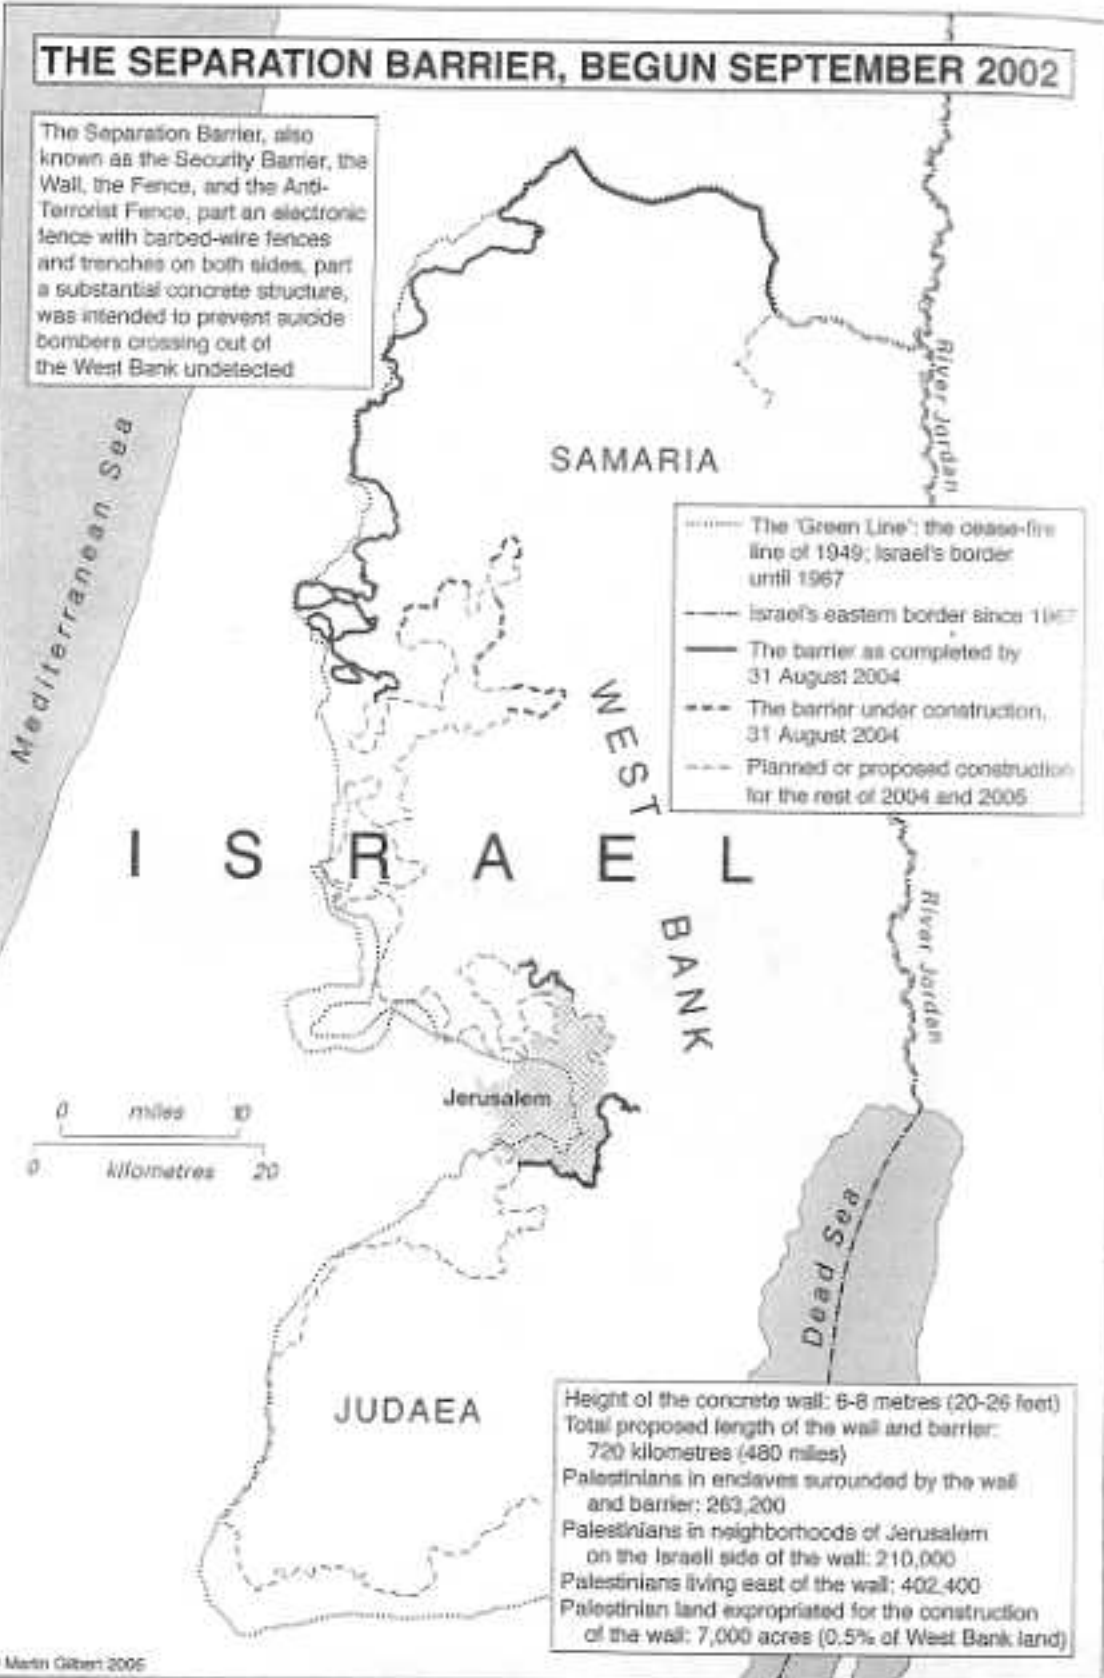 THE SEPARATION BARRIER, BEGUN SEPTEMBER 2002
The Separation Barrier, also
known as the Security Barrier, the
Wall, the Fence, and the Anti-
Terrorist Fence, part an electronic
fence with barbed-wire fences
and trenches on both sides, part
a substantial concrete structure,
was intended to prevent suicide
bombers crossing out of
the West Bank undetected
Mediterranean Sea
River Jordan
SAMARIA
The 'Green Line': the cease-fire
line of 1949; Israel's border
until 1967
Israel's eastern border since 1967
The barrier as completed by
31 August 2004
The barrier under construction,
31 August 2004
Planned or proposed construction
for the rest of 2004 and 2005
WEST
BANK
ISRAEL
River Jordan
Jerusalem
0 miles 10
0 kilometres 20
Dead Sea
JUDAEA
Height of the concrete wall: 6-8 metres (20-26 feet)
Total proposed length of the wall and barrier:
720 kilometres (480 miles)
Palestinians in enclaves surounded by the wall
and barrier: 263,200
Palestinians in neighborhoods of Jerusalem
on the Israeli side of the wall: 210,000
Palestinians living east of the wall: 402,400
Palestinian land expropriated for the construction
of the wall: 7,000 acres (0.5% of West Bank land)
Martin Gilbert 2005